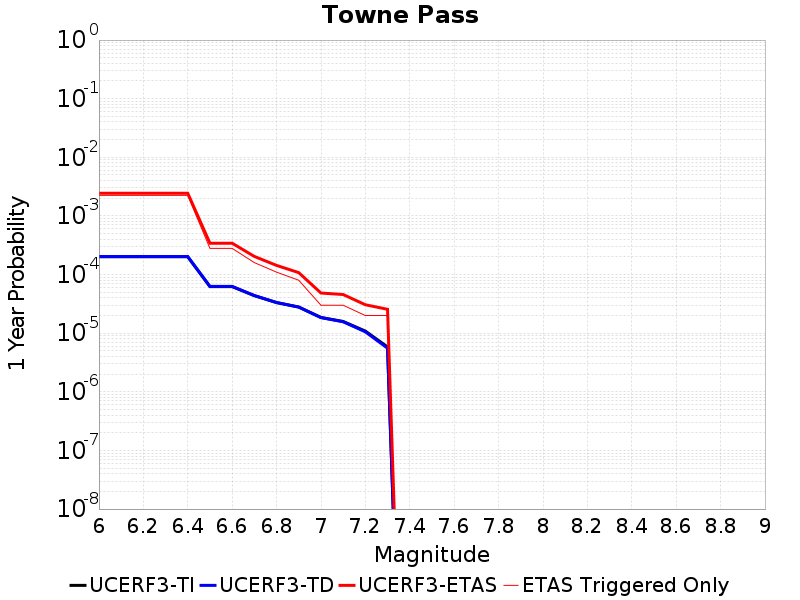 Towne Pass
1 Year Probability
10^0
10^-1
10^-2
10^-3
10^-4
10^-5
10^-6
10^-7
10^-8
6 6.2 6.4 6.6 6.8 7 7.2 7.4 7.6 7.8 8 8.2 8.4 8.6 8.8 9
Magnitude
UCERF3-TI UCERF3-TD UCERF3-ETAS ETAS Triggered Only